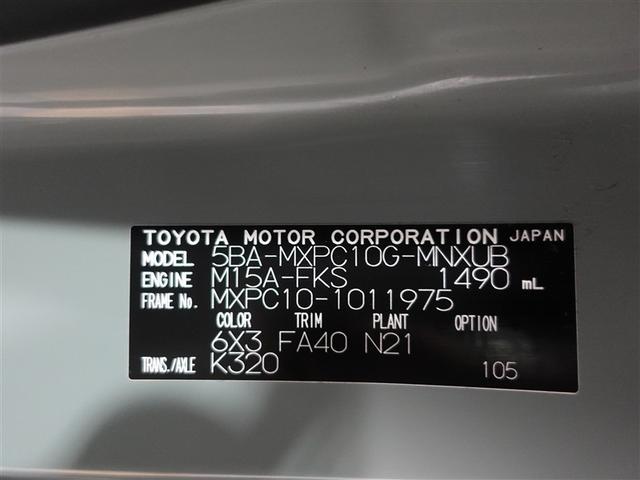 TOYOTA MOTOR CORPORATION JAPAN
MODEL 5BA-MXPC10G-MNXUB
ENGINE M15A-FKS 1490 mL
FRAME No. MXPC10-1011975
COLOR TRIM PLANT OPTION
6X3 FA40 N21
TRANS./AXLE K320 105